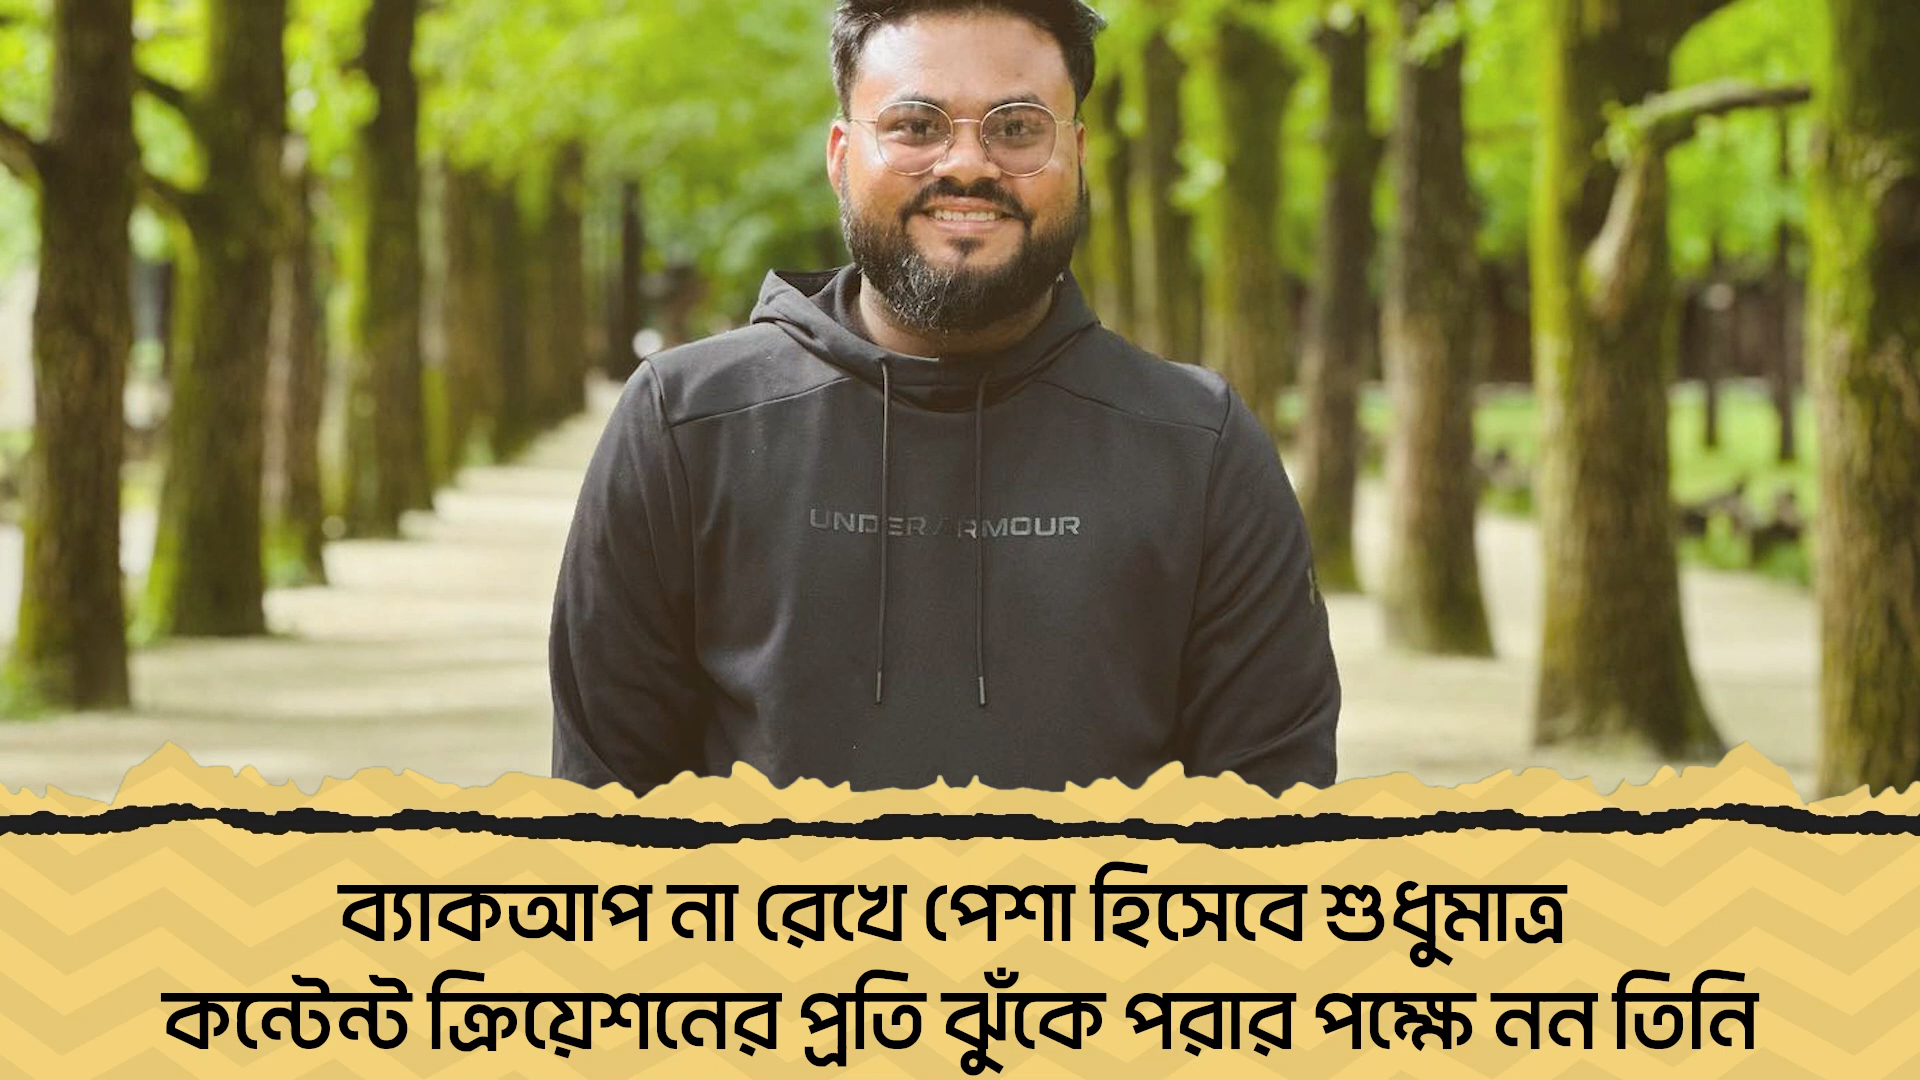 UNDER ARMOUR
ব্যাকআপ না রেখে পেশা হিসেবে শুধুমাত্র
কন্টেন্ট ক্রিয়েশনের প্রতি ঝুঁকে পরার পক্ষে নন তিনি